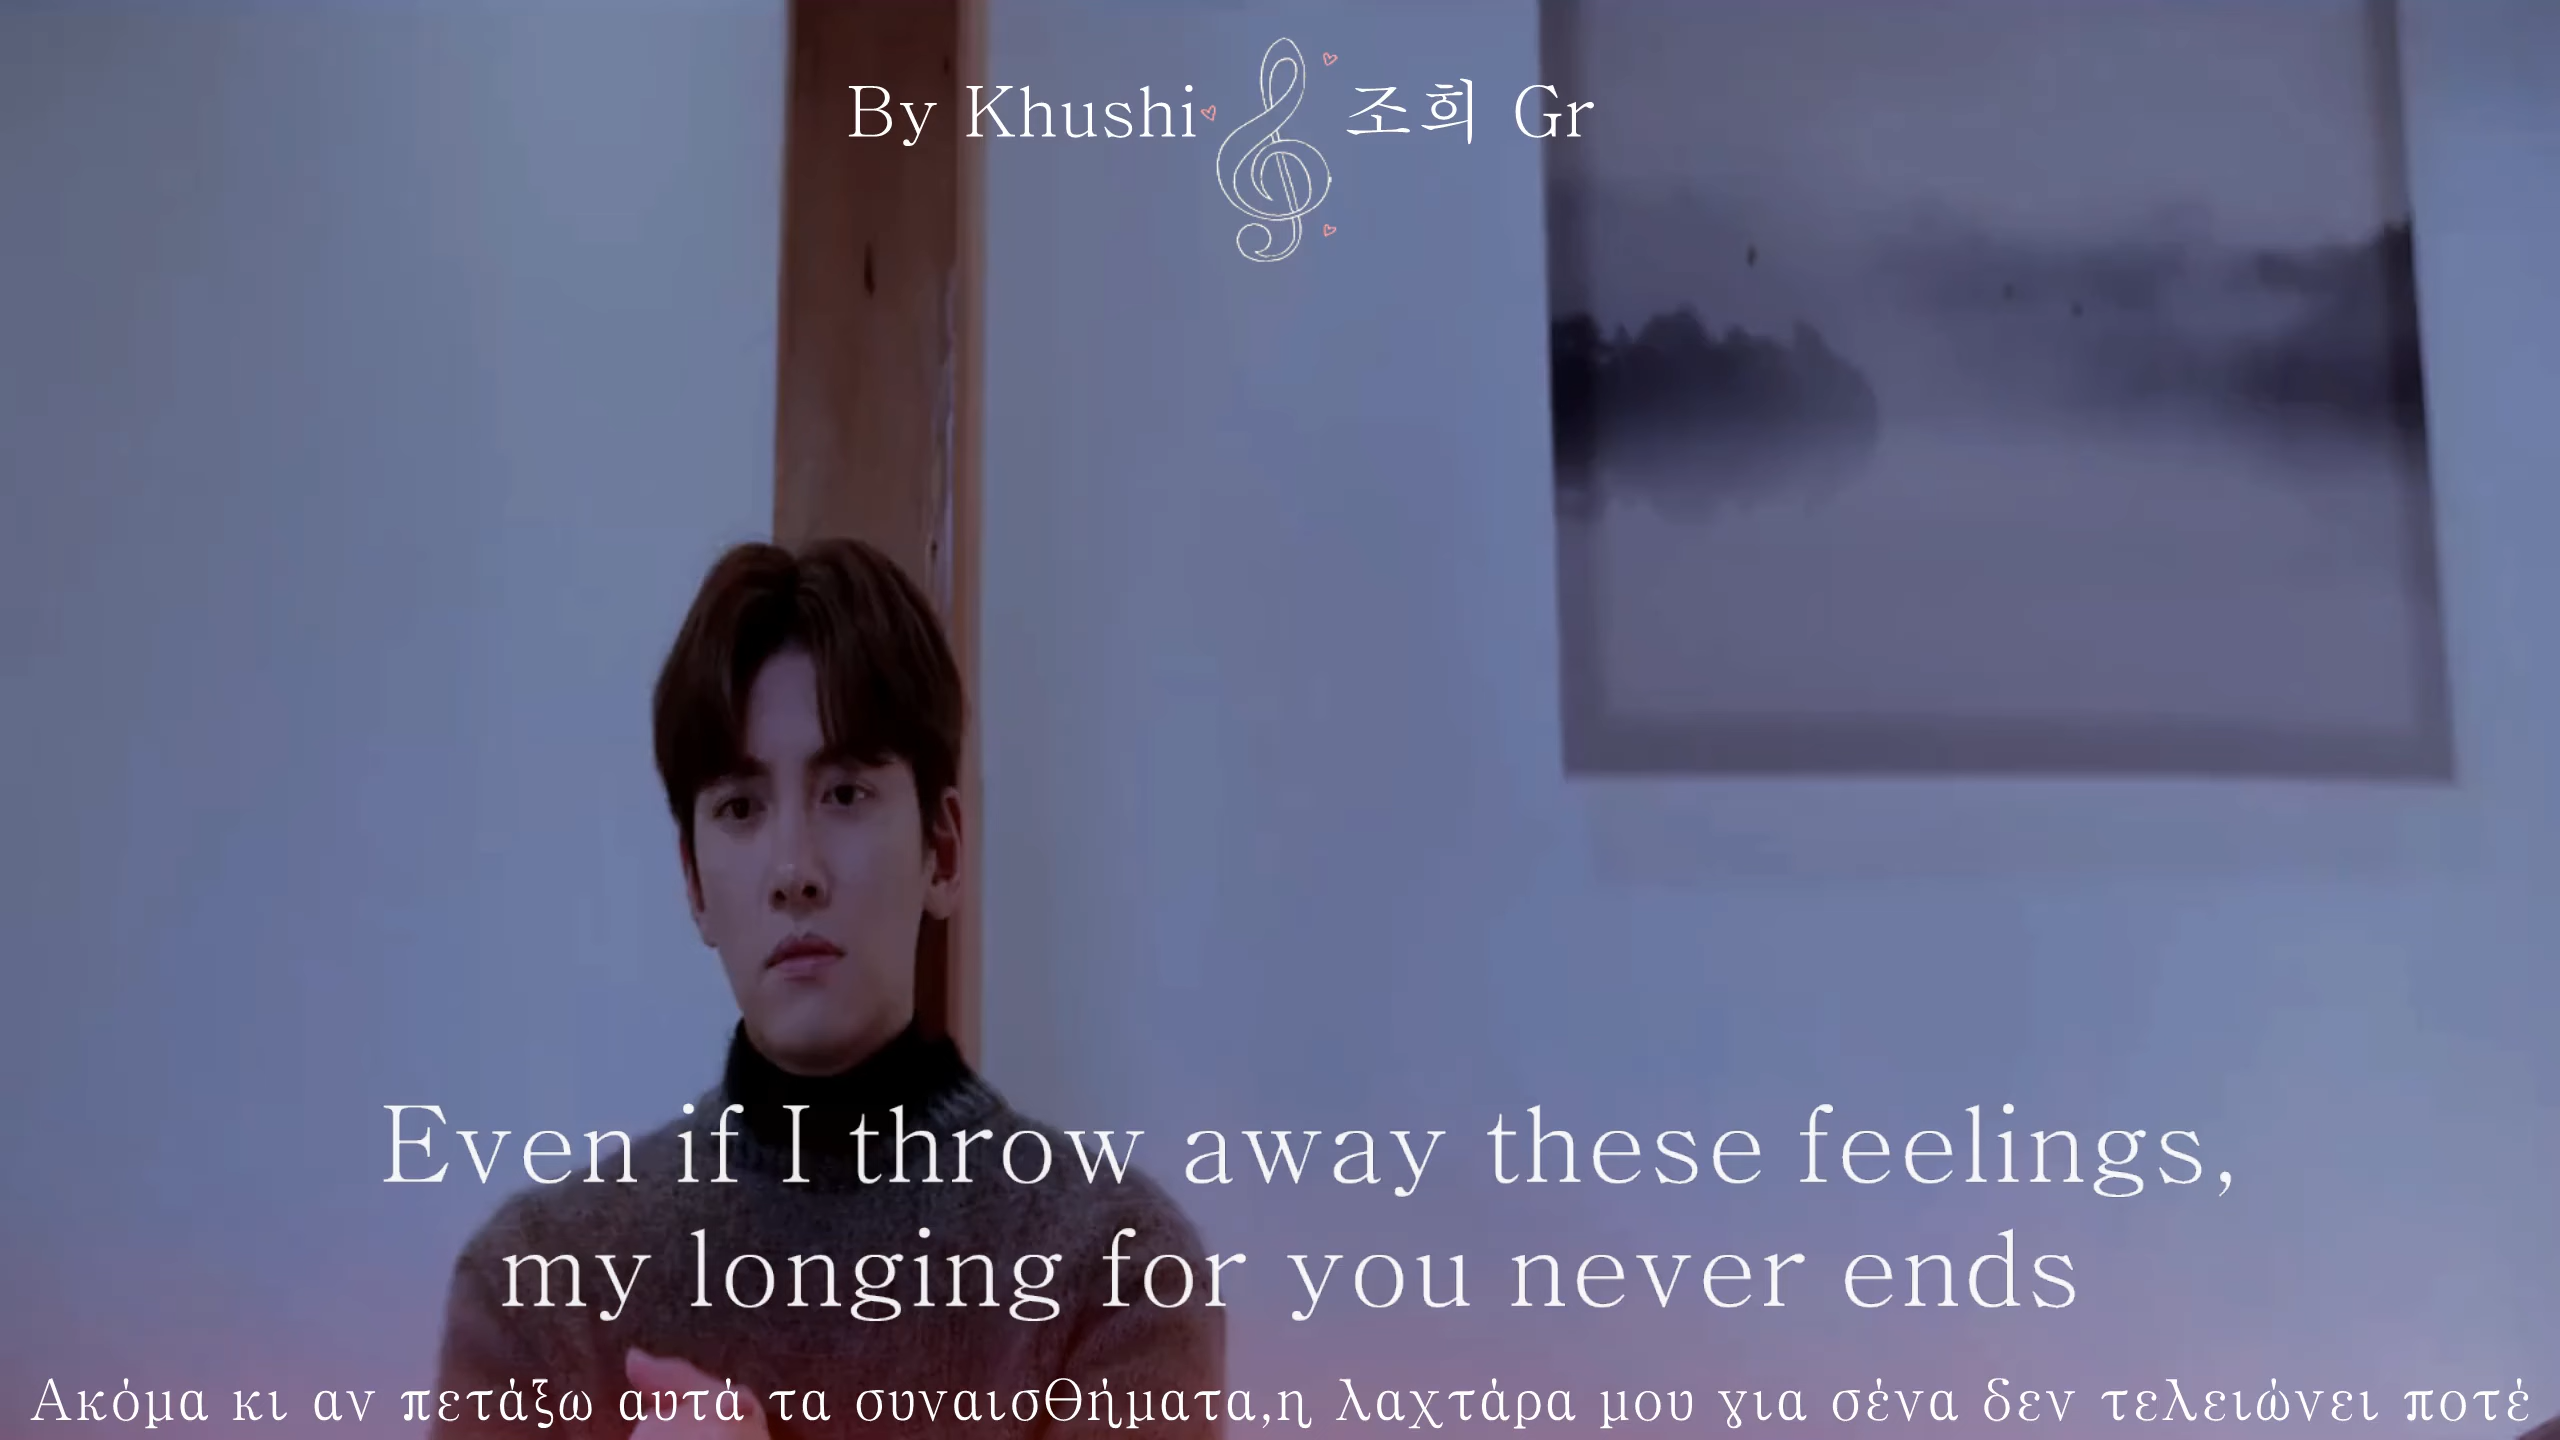 By Khushi 조희 Gr
Even if I throw away these feelings,
my longing for you never ends
Ακόμα κι αν πετάξω αυτά τα συναισθήματα,η λαχτάρα μου για σένα δεν τελειώνει ποτέ